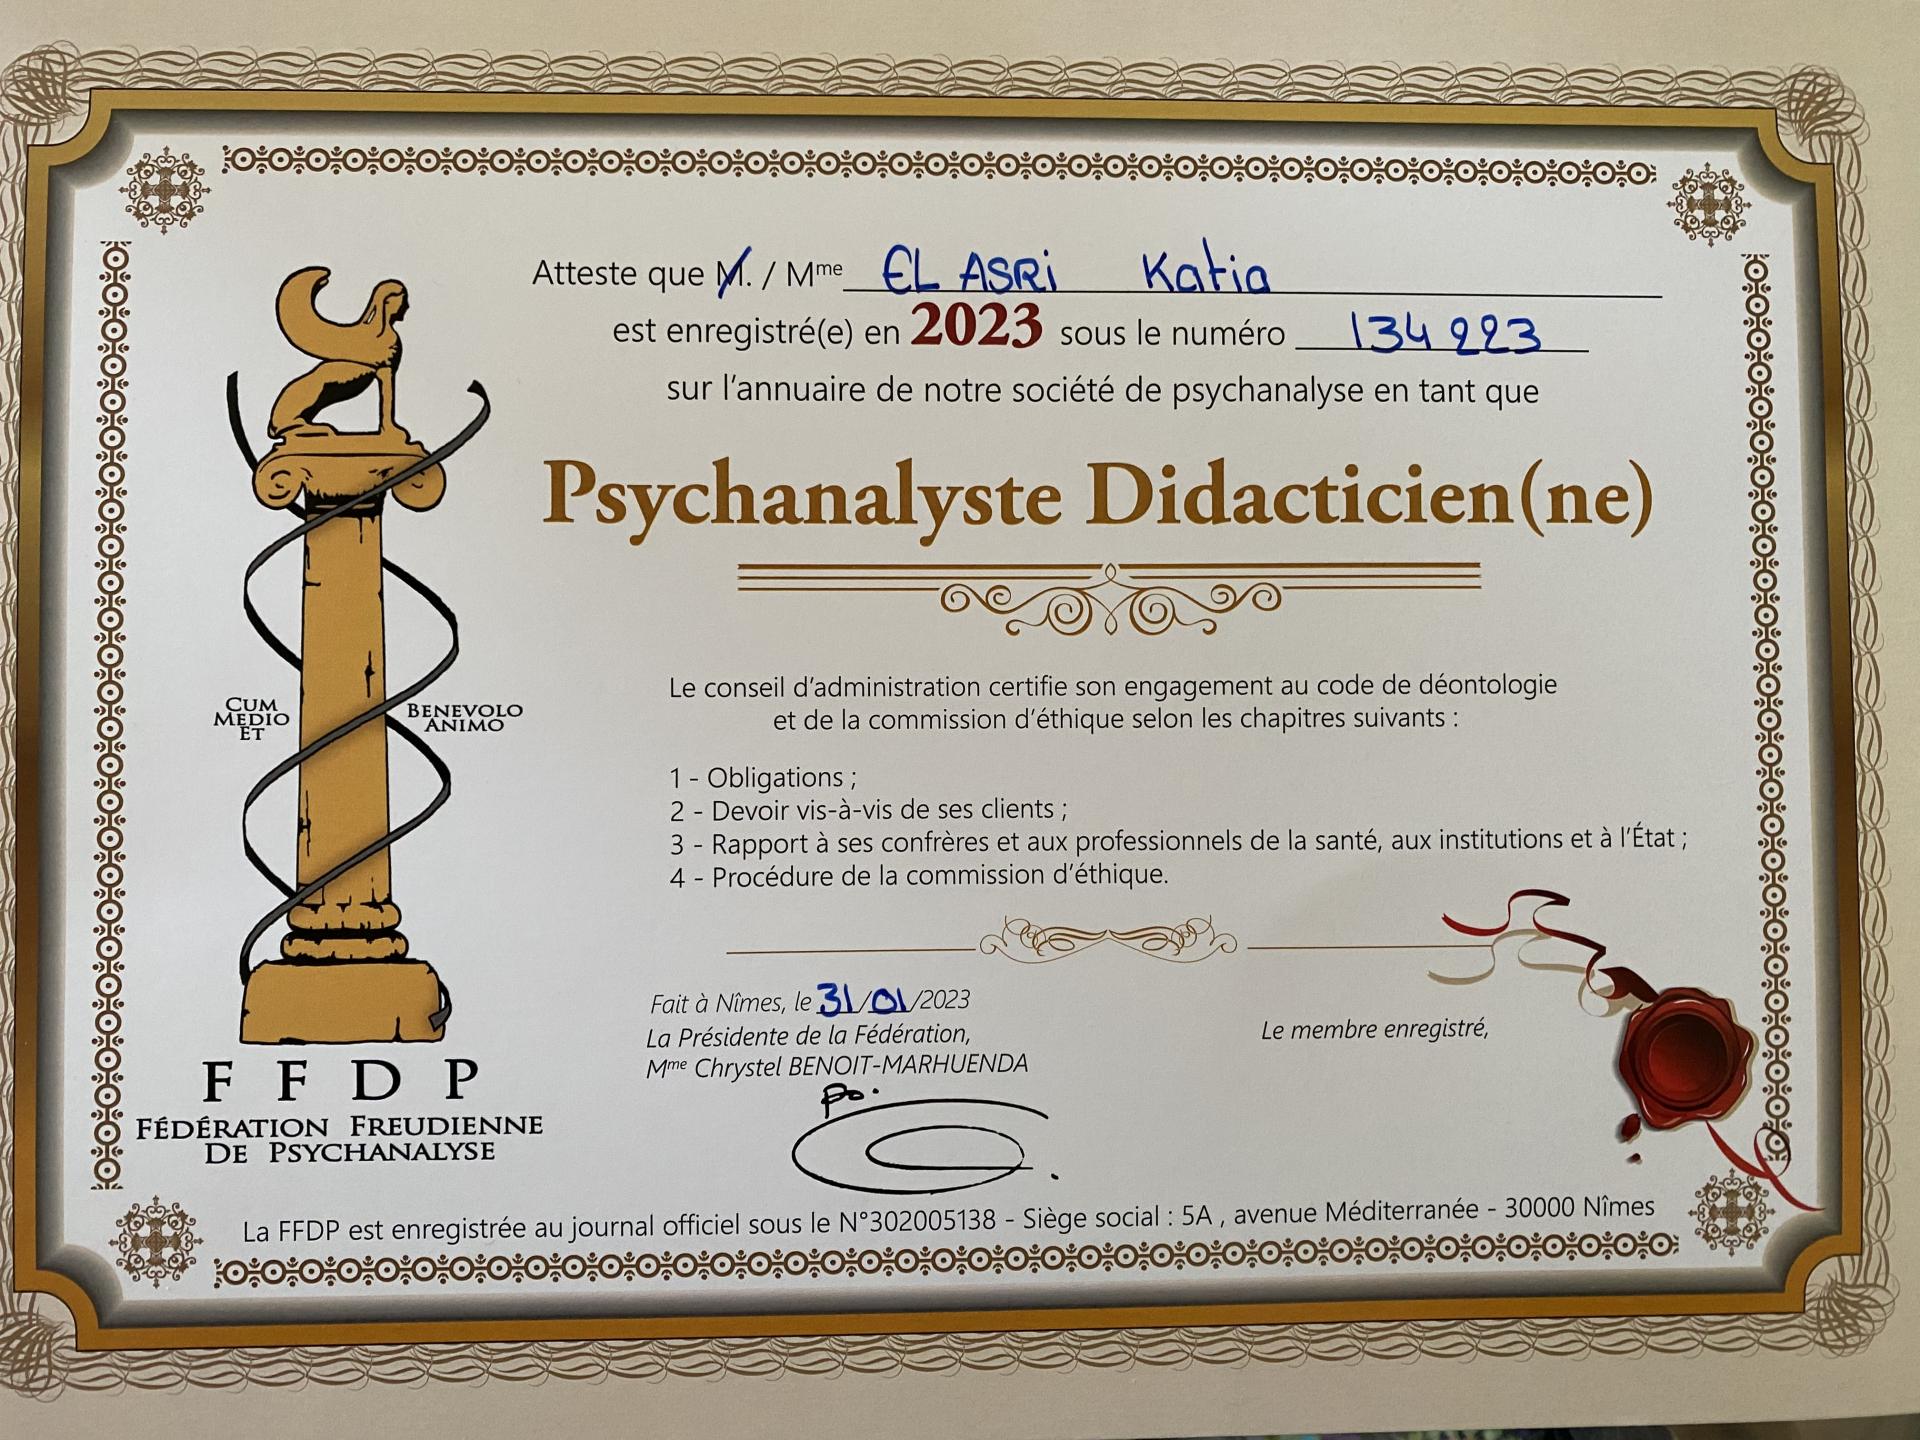 Atteste que M. / Mme EL ASRi Katia
est enregistré(e) en 2023 sous le numéro 134 223
sur l'annuaire de notre société de psychanalyse en tant que
Psychanalyste Didacticien(ne)
CUM
MEDIO
ET
BENEVOLO
ANIMO
Le conseil d'administration certifie son engagement au code de déontologie
et de la commission d'éthique selon les chapitres suivants :
1 - Obligations ;
2 - Devoir vis-à-vis de ses clients ;
3 - Rapport à ses confrères et aux professionnels de la santé, aux institutions et à l'État ;
4 - Procédure de la commission d'éthique.
Fait à Nîmes, le 31/01/2023
La Présidente de la Fédération,
Mme Chrystel BENOIT-MARHUENDA
po.
Le membre enregistré,
F F D P
FÉDÉRATION FREUDIENNE
DE PSYCHANALYSE
La FFDP est enregistrée au journal officiel sous le N°302005138 - Siège social : 5A , avenue Méditerranée - 30000 Nîmes